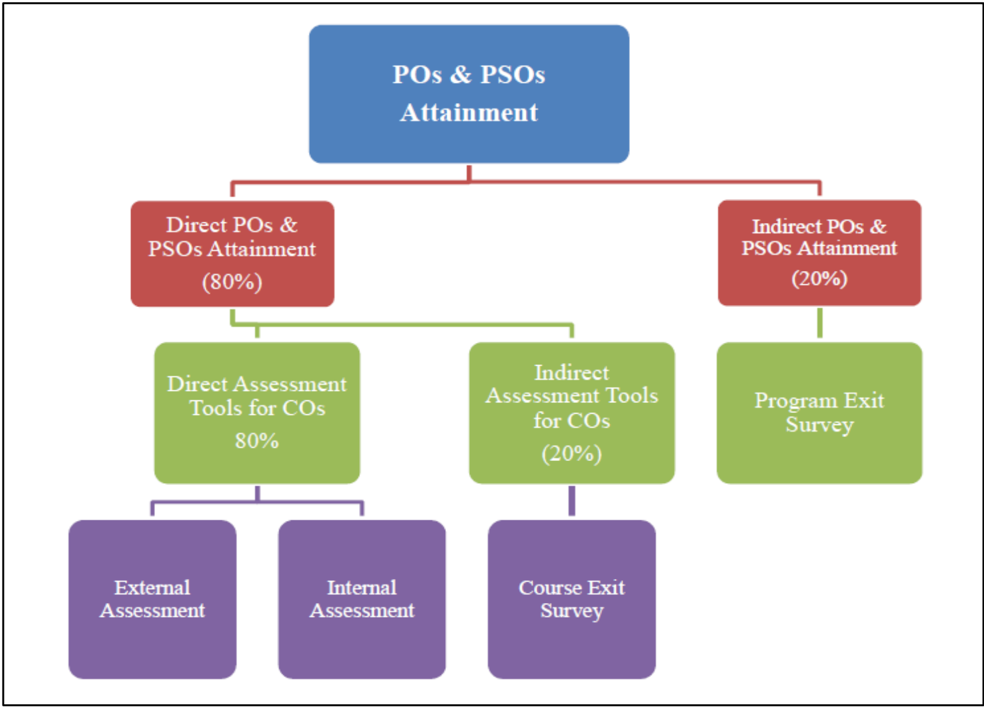 POs & PSOs
Attainment
Direct POs &
PSOs Attainment
(80%)
Indirect POs &
PSOs Attainment
(20%)
Direct Assessment
Tools for COs
80%
Indirect
Assessment Tools
for COs
(20%)
Program Exit
Survey
External
Assessment
Internal
Assessment
Course Exit
Survey